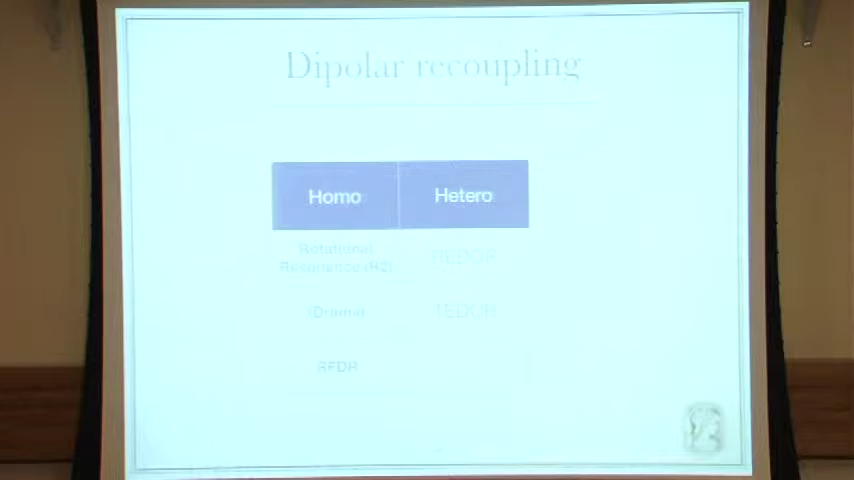 Dipolar recoupling
Homo Hetero
Rotational
Resonance (R2) REDOR
(Drama) TEDOR
RFDR